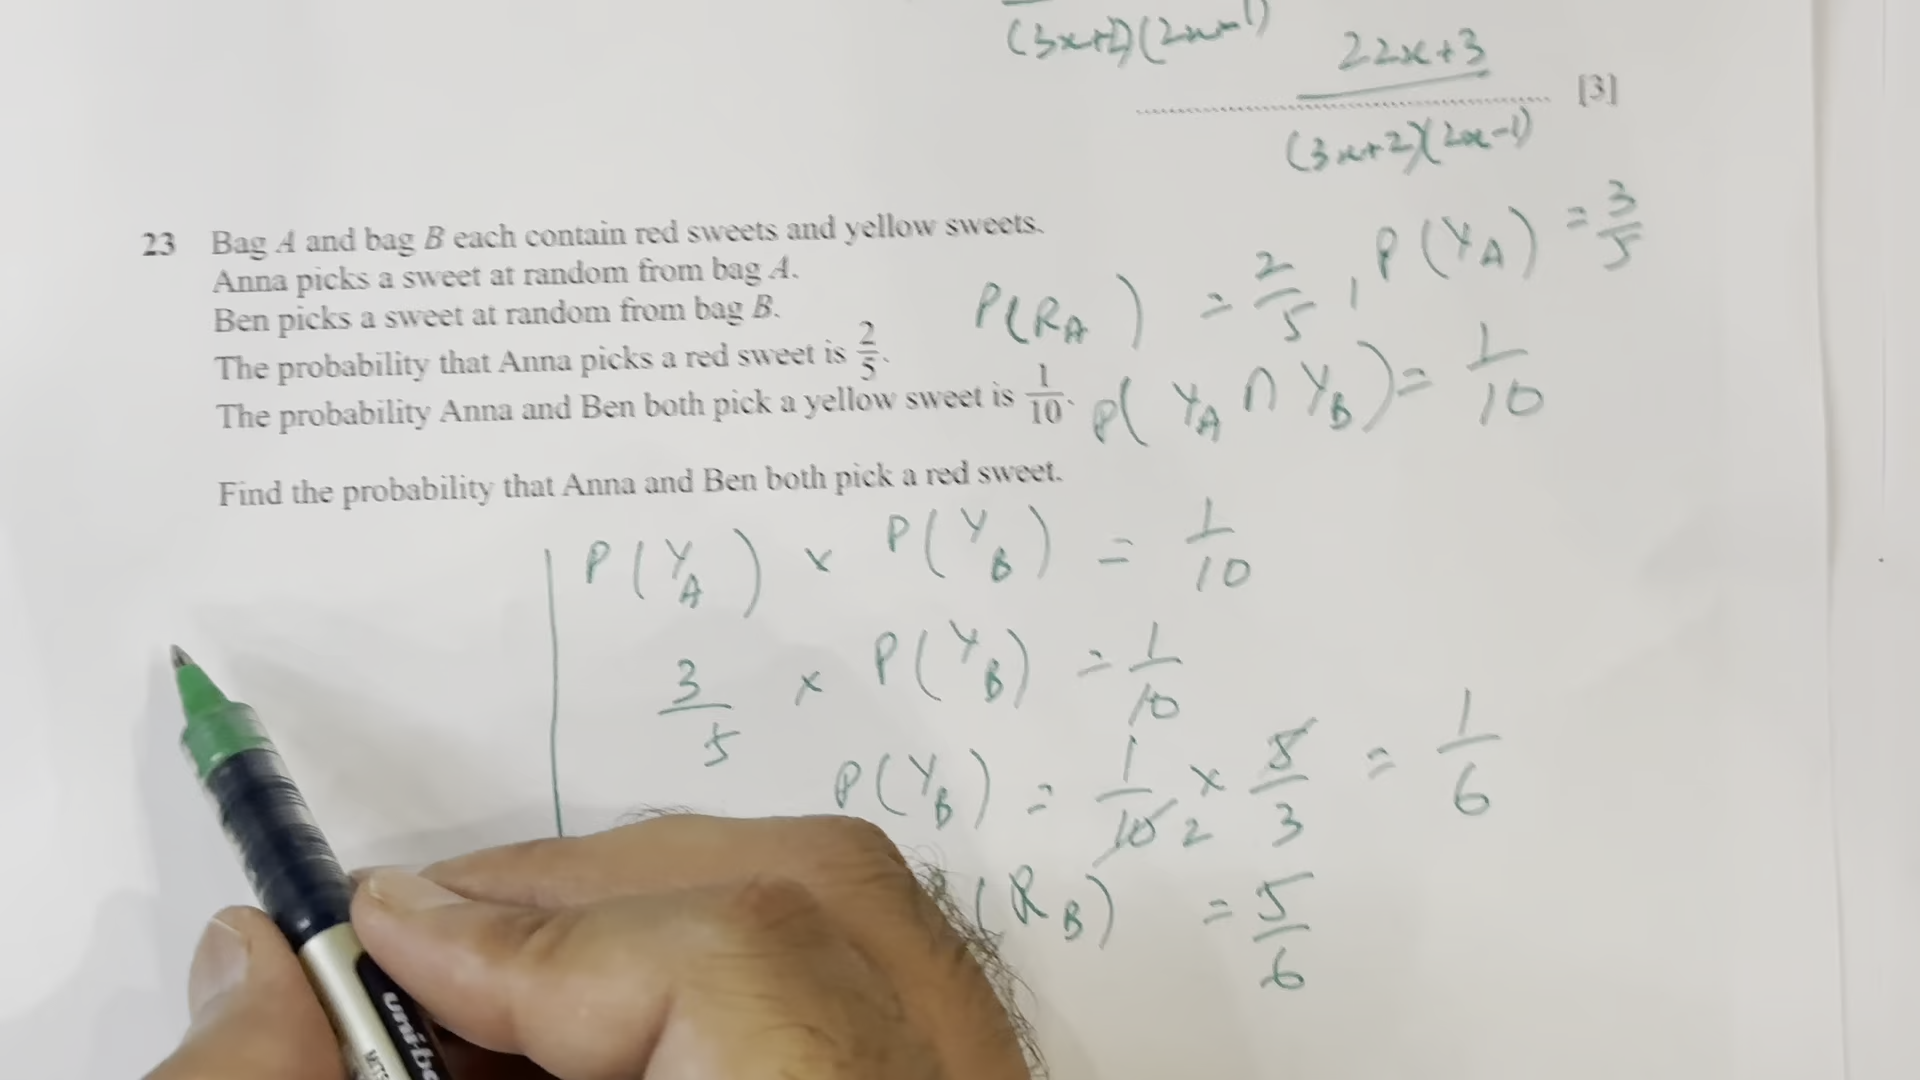 (3x+2)(2x-1)
22x+3
[3]
(3x+2)(2x-1)
23 Bag A and bag B each contain red sweets and yellow sweets.
Anna picks a sweet at random from bag A.
Ben picks a sweet at random from bag B.
The probability that Anna picks a red sweet is 2/5.
The probability Anna and Ben both pick a yellow sweet is 1/10.
P(R_A) = 2/5, P(Y_A) = 3/5
P(Y_A ∩ Y_B) = 1/10
Find the probability that Anna and Ben both pick a red sweet.
P(Y_A) x P(Y_B) = 1/10
3/5 x P(Y_B) = 1/10
P(Y_B) = 1/10 2 x 5/3 = 1/6
(R_B) = 5/6